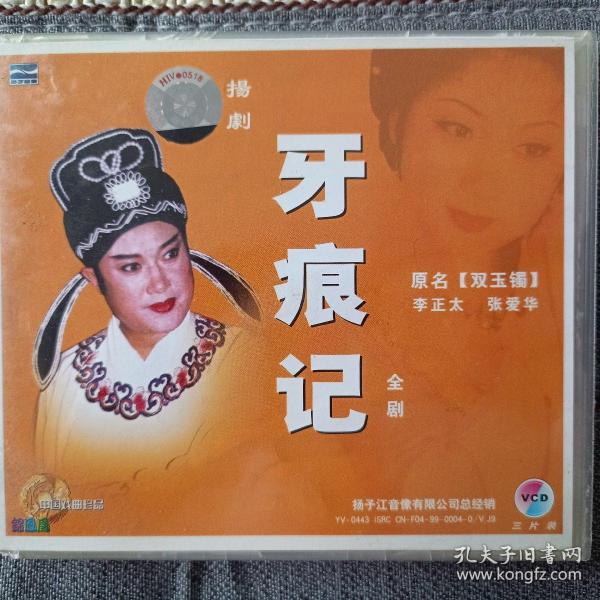 HJV●0518
揚劇
牙痕记
全剧
原名【双玉镯】
李正太 张爱华
中国戏曲珍品
扬子江音像有限公司总经销
YV-0443 ISRC CN-F04-99-0004-0/V.J9
VCD
三片装
孔夫子旧书网
www.kongfz.com